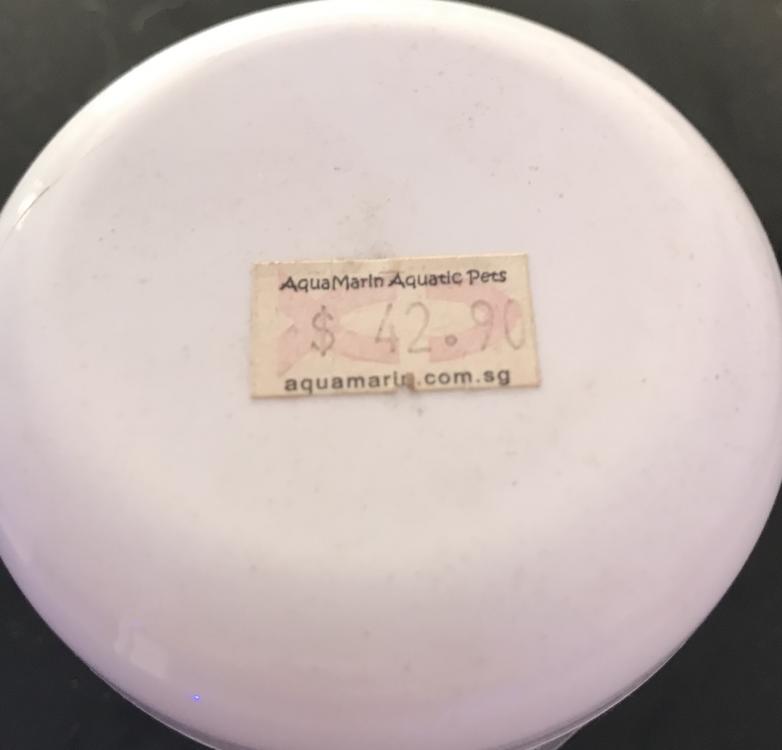 AquaMarin Aquatic Pets
$ 42.90
aquamarin.com.sg